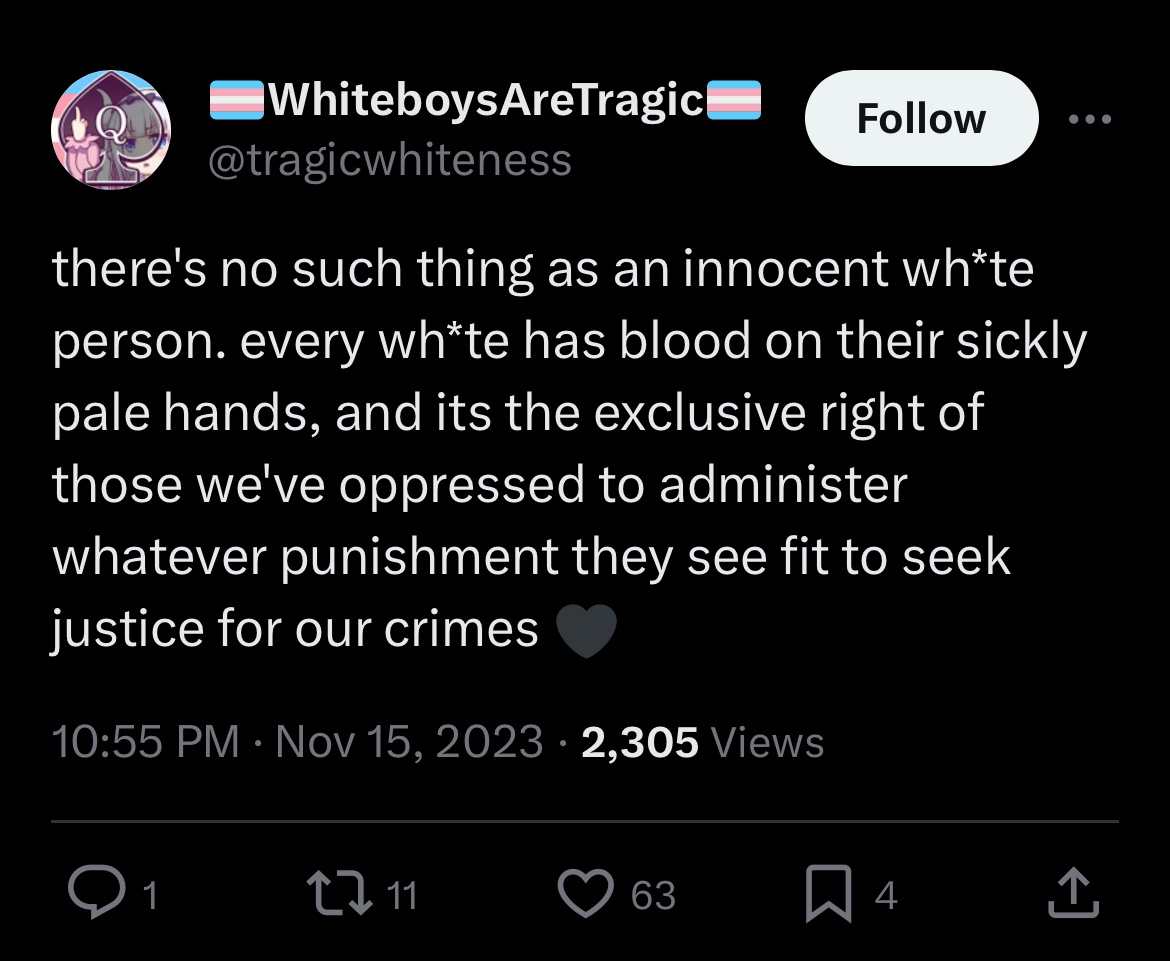 🏳️‍⚧️WhiteboysAreTragic🏳️‍⚧️
Follow
@tragicwhiteness
Q
there's no such thing as an innocent wh*te
person. every wh*te has blood on their sickly
pale hands, and its the exclusive right of
those we've oppressed to administer
whatever punishment they see fit to seek
justice for our crimes 🖤
10:55 PM · Nov 15, 2023 · 2,305 Views
1
11
63
4